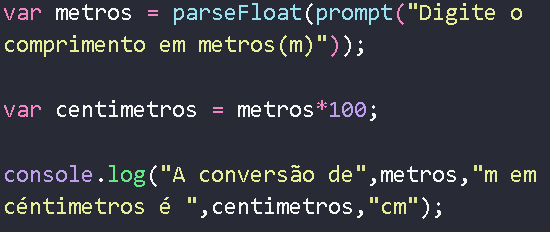 var metros = parseFloat(prompt("Digite o
comprimento em metros(m)"));
var centimetros = metros*100;
console.log("A conversão de",metros,"m em
céntimetros é ",centimetros,"cm");